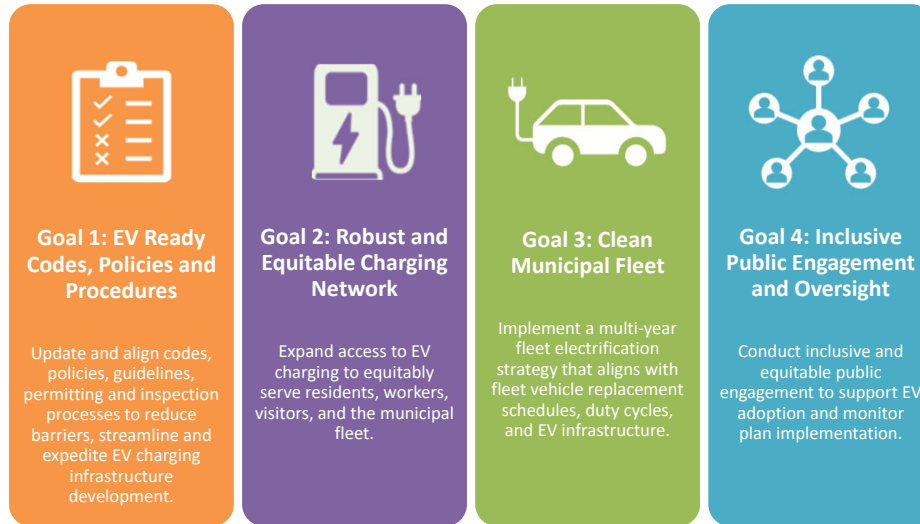 Goal 1: EV Ready
Codes, Policies and
Procedures
Update and align codes,
policies, guidelines,
permitting and inspection
processes to reduce
barriers, streamline and
expedite EV charging
infrastructure
development.
Goal 2: Robust and
Equitable Charging
Network
Expand access to EV
charging to equitably
serve residents, workers,
visitors, and the municipal
fleet.
Goal 3: Clean
Municipal Fleet
Implement a multi-year
fleet electrification
strategy that aligns with
fleet vehicle replacement
schedules, duty cycles,
and EV infrastructure.
Goal 4: Inclusive
Public Engagement
and Oversight
Conduct inclusive and
equitable public
engagement to support EV
adoption and monitor
plan implementation.